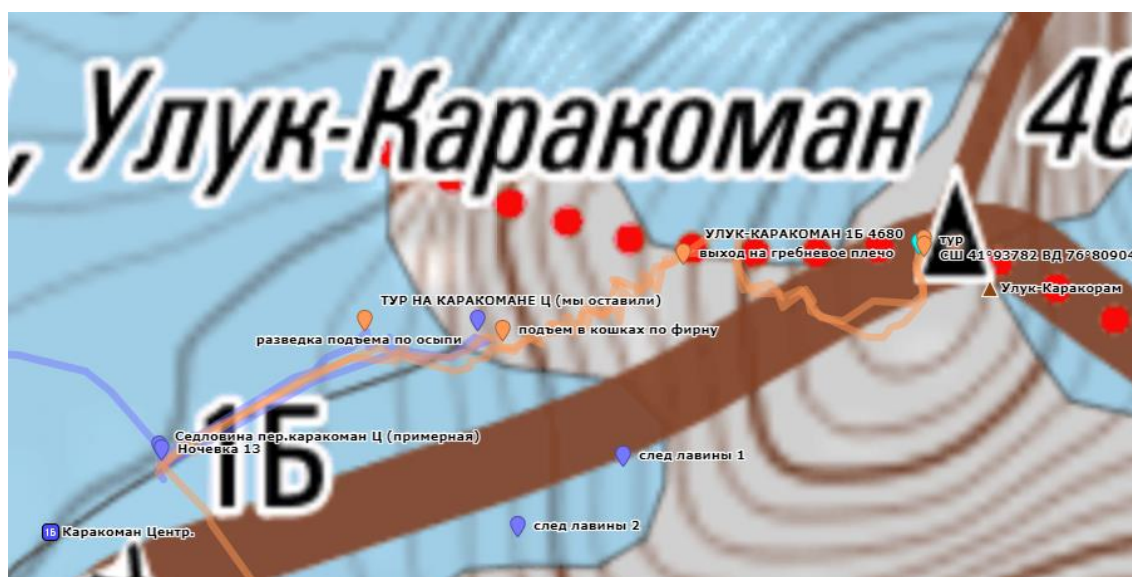 , Улук-Каракоман 46
УЛУК-КАРАКОМАН 1Б 4680
тур
выход на гребневое плечо
СШ 41°93782 ВД 76°80904
Улук-Каракорам
ТУР НА КАРАКОМАНЕ Ц (мы оставили)
подъем в кошках по фирну
разведка подъема по осыпи
1Б
Седловина пер.каракоман Ц (примерная)
Ночевка 13
след лавины 1
след лавины 2
1Б Каракоман Центр.